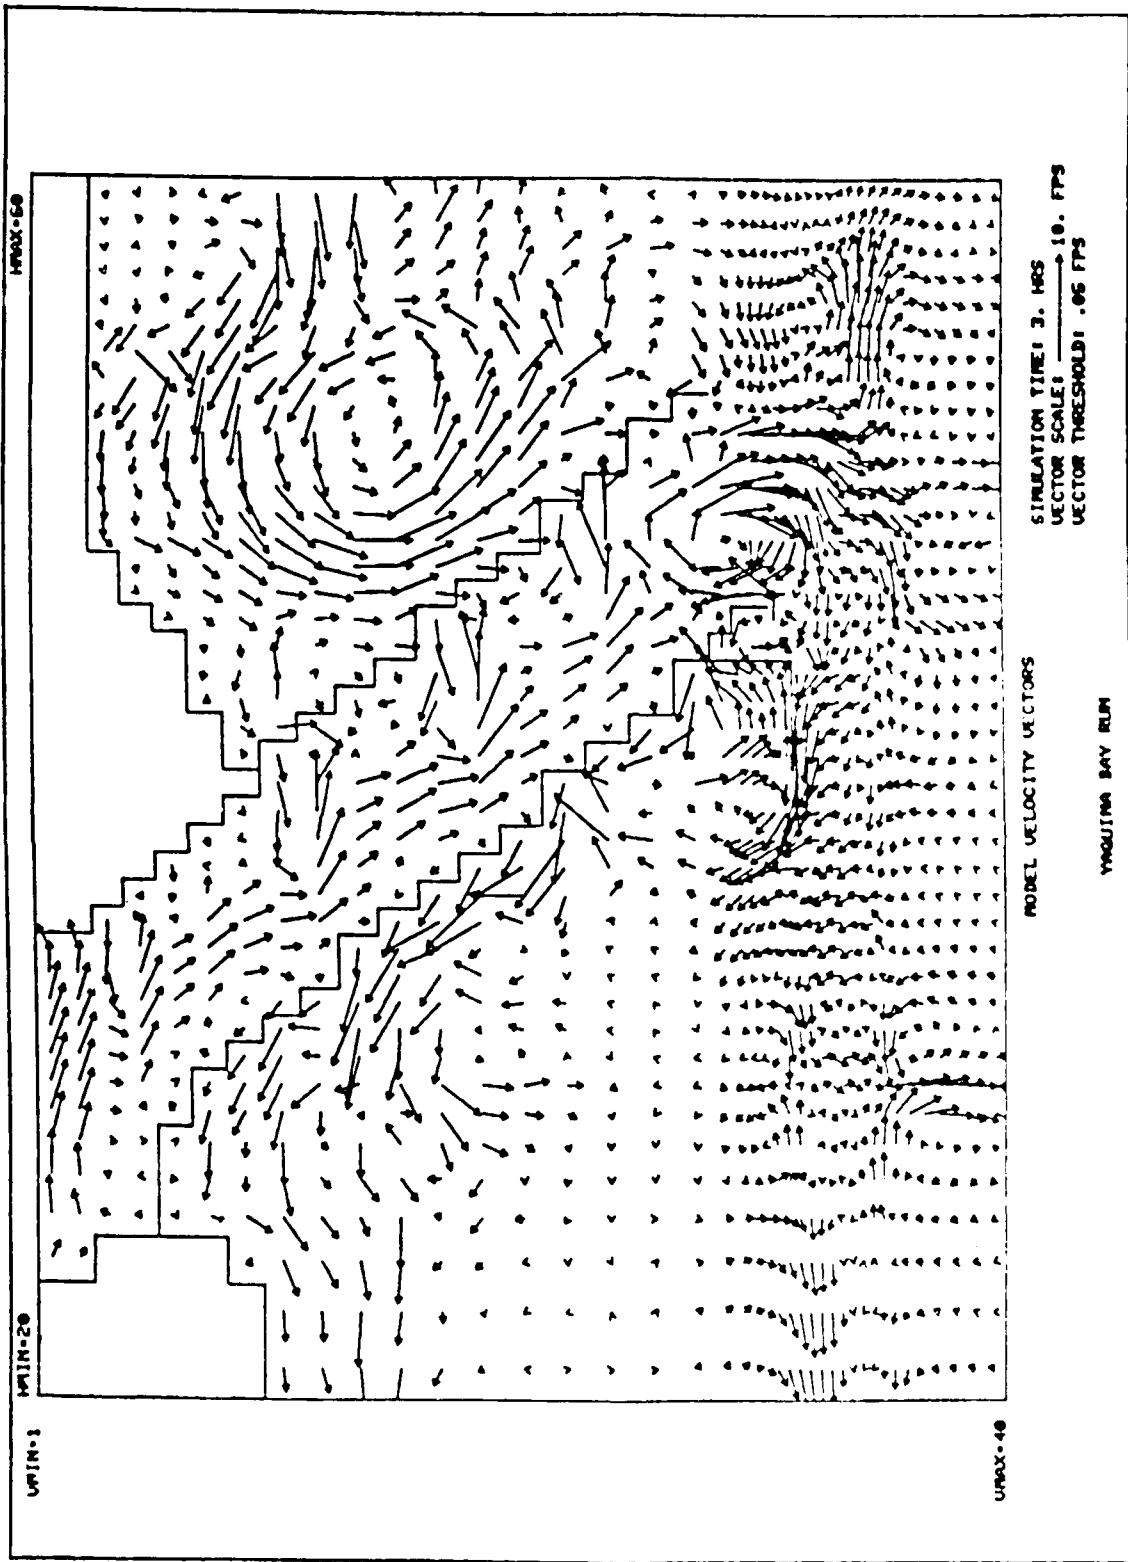 HMIN=20
HMAX=60
VMIN=1
VMAX=40
SIMULATION TIME: 3. HRS
VECTOR SCALE: 10. FPS
VECTOR THRESHOLD: .05 FPS
MODEL VELOCITY VECTORS
YAQUINA BAY RUN